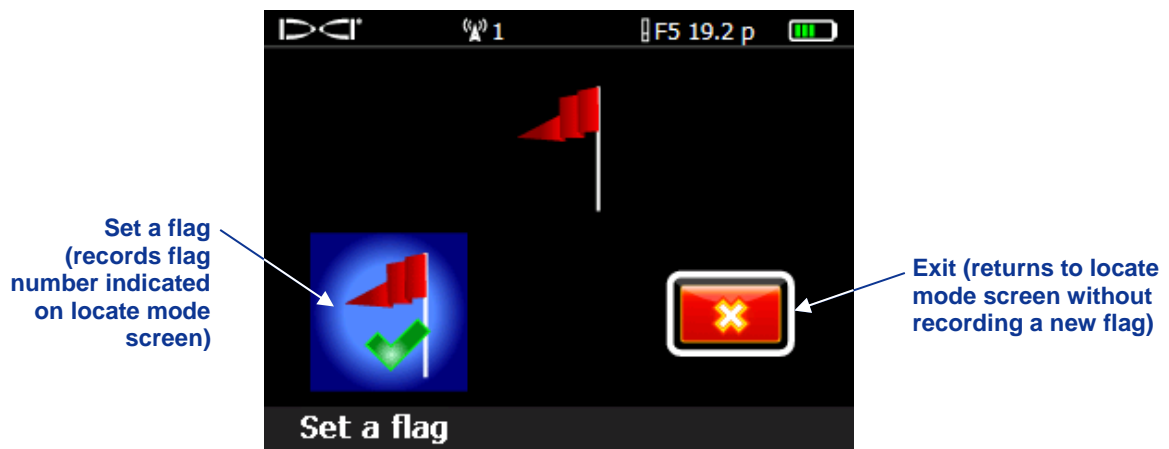 DCI
1
F5 19.2 p
Set a flag
(records flag
number indicated
on locate mode
screen)
Exit (returns to locate
mode screen without
recording a new flag)
Set a flag